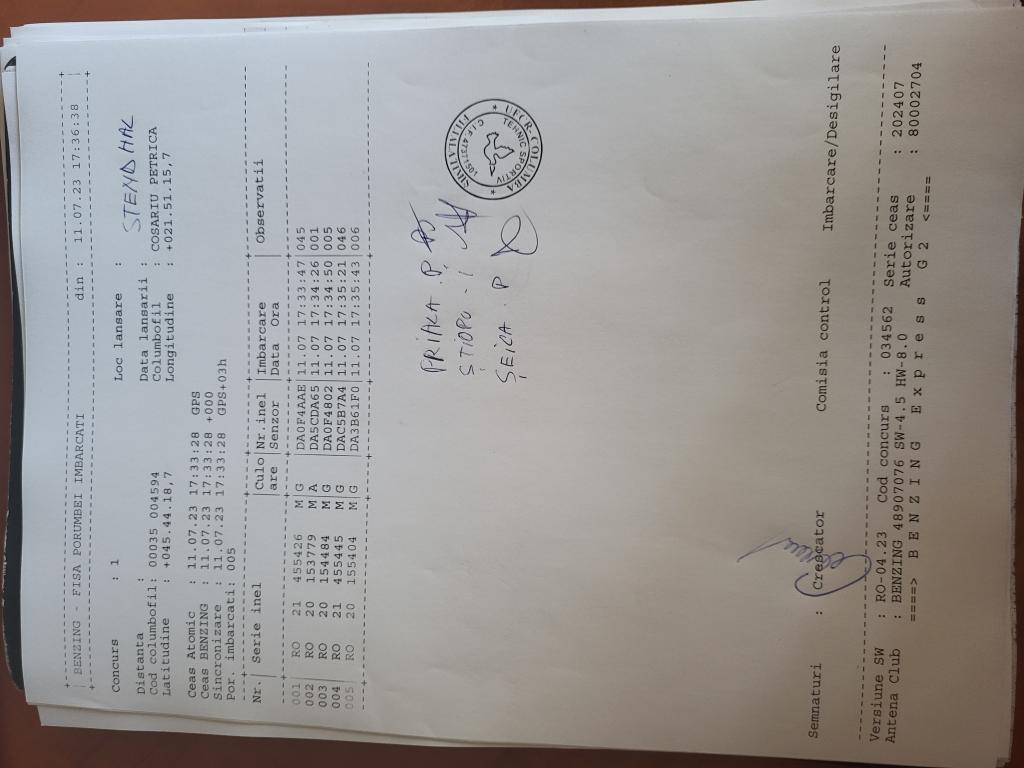 BENZING - FISA PORUMBEI IMBARCATI din : 11.07.23 17:36:38
Concurs : 1 Loc lansare : STENDHAL
Distanta : Data lansarii :
Cod columbofil: 00035 004594 Columbofil : COSARIU PETRICA
Latitudine : +045.44.18,7 Longitudine : +021.51.15,7
Ceas Atomic : 11.07.23 17:33:28 GPS
Ceas BENZING : 11.07.23 17:33:28 +000
Sincronizare : 11.07.23 17:33:28 GPS+03h
Por. imbarcati: 005
Nr. | Serie inel |Culo|Nr.inel |Imbarcare |Observatii
|are |Senzor |Data Ora |
001| RO 21 455426 M G |DA0F4AAE|11.07 17:33:47|045
002| RO 20 153779 M A |DA5CDA65|11.07 17:34:26|001
003| RO 20 154484 M G |DA0F4802|11.07 17:34:50|005
004| RO 21 455445 M G |DAC5B7A4|11.07 17:35:21|046
005| RO 20 155404 M G |DA3B61F0|11.07 17:35:43|006
PRIALA . P
STIOPU . i
ȘEICA . P
UFCR-COLUMBA
FILIALA
TEHNIC SPORTIV
Semnaturi : Crescator Comisia control Imbarcare/Desigilare
Versiune SW : RO-04.23 Cod concurs : 034562 Serie ceas : 202407
Antena Club : BENZING 48907076 SW-4.5 HW-8.0 Autorizare : 80002704
====> B E N Z I N G E x p r e s s G 2 <====